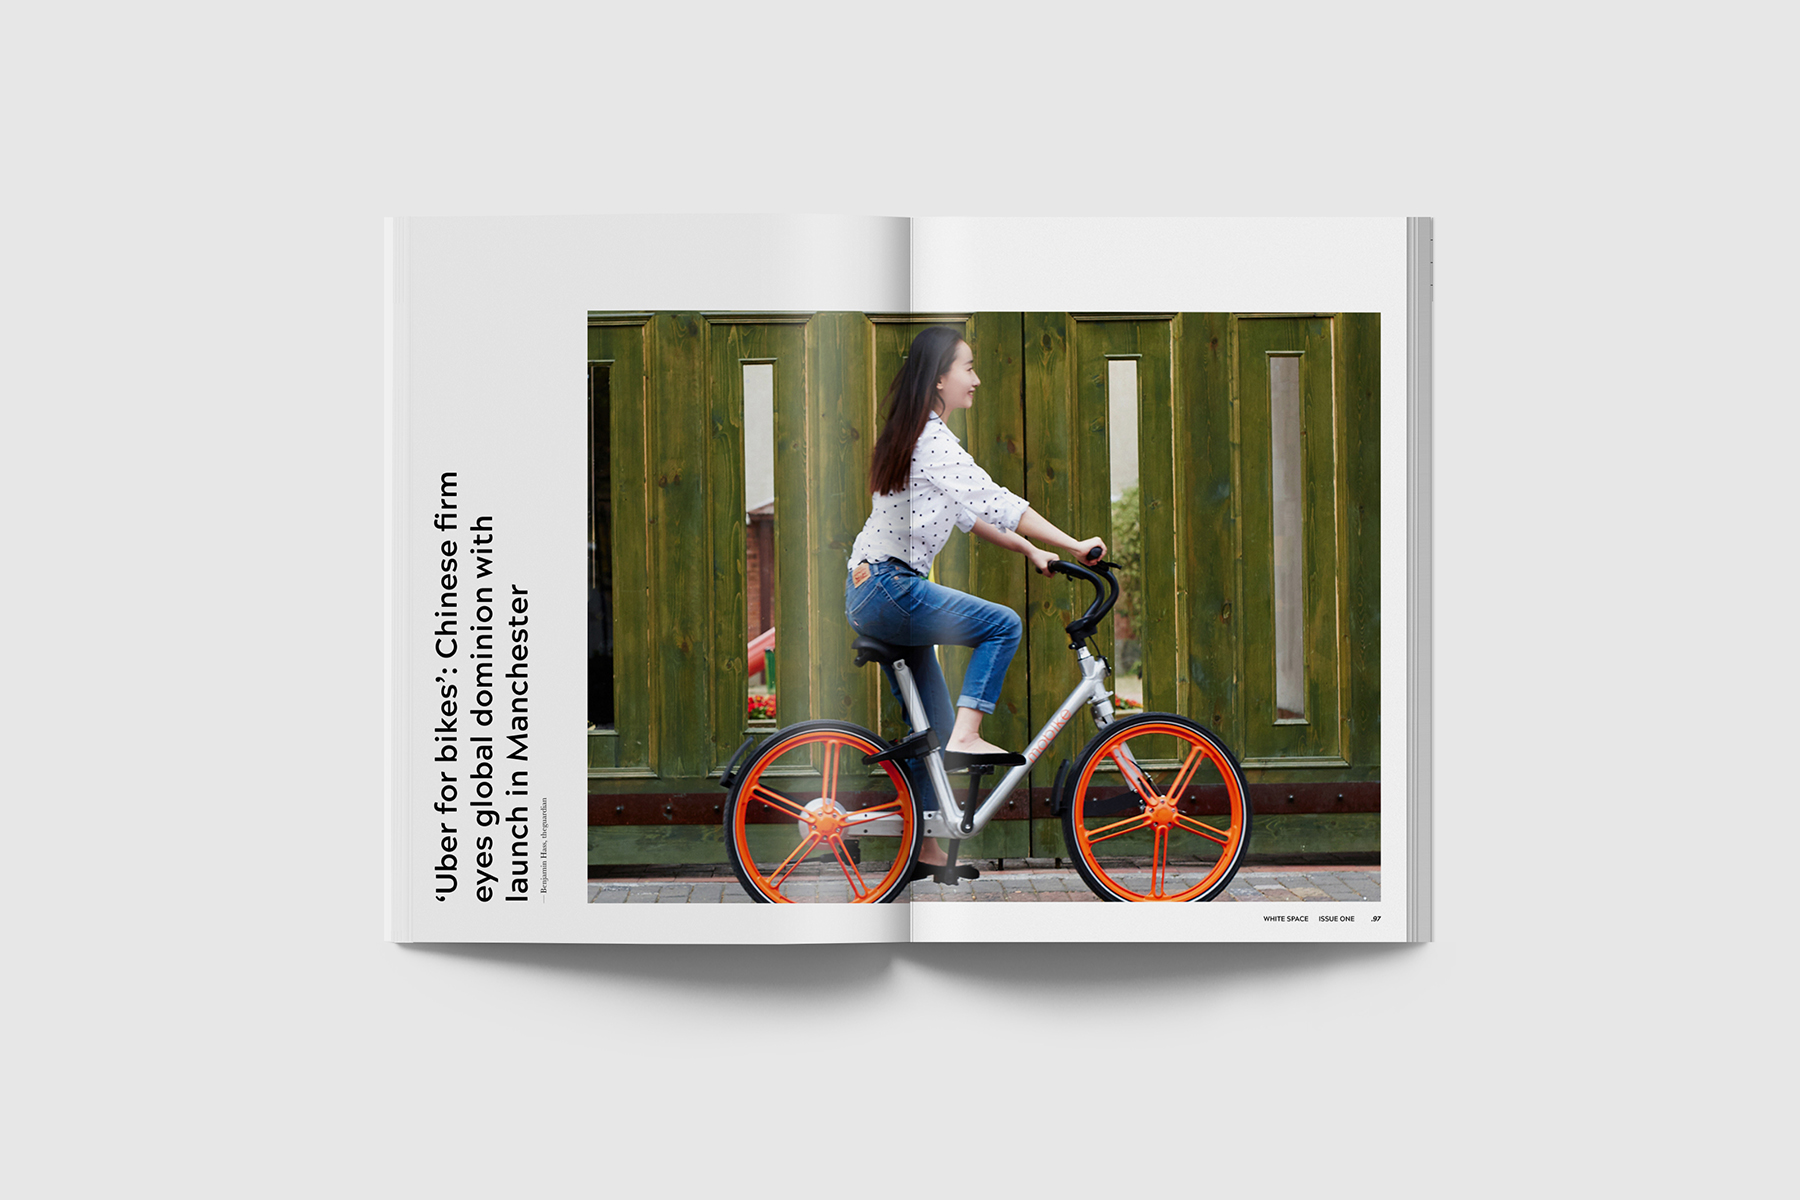 ‘Uber for bikes’: Chinese firm
eyes global dominion with
launch in Manchester
— Benjamin Haas, theguardian
mobike
WHITE SPACE ISSUE ONE .97